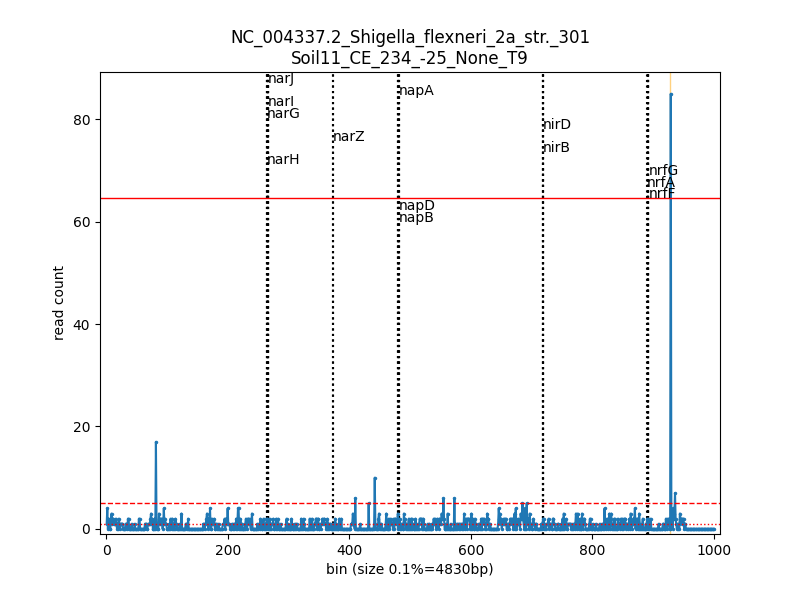 NC_004337.2_Shigella_flexneri_2a_str._301
Soil11_CE_234_-25_None_T9
narJ
narI
narG
narH
narZ
napA
napD
napB
nirD
nirB
nrfG
nrfA
nrfF
read count
80
60
40
20
0
0 200 400 600 800 1000
bin (size 0.1%=4830bp)